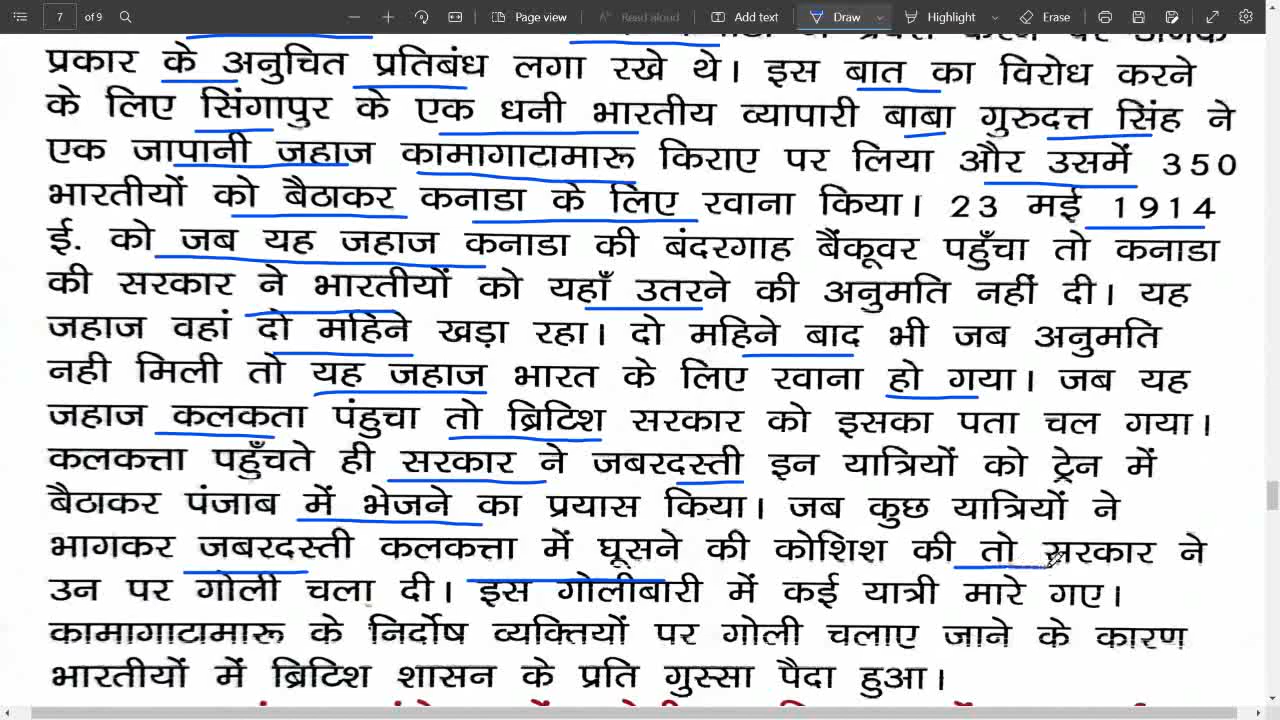 7 of 9 Page view Read aloud Add text Draw Highlight Erase
प्रकार के अनुचित प्रतिबंध लगा रखे थे। इस बात का विरोध करने
के लिए सिंगापुर के एक धनी भारतीय व्यापारी बाबा गुरुदत्त सिंह ने
एक जापानी जहाज कामागाटामारू किराए पर लिया और उसमें 350
भारतीयों को बैठाकर कनाडा के लिए रवाना किया। 23 मई 1914
ई. को जब यह जहाज कनाडा की बंदरगाह बैंकूवर पहुँचा तो कनाडा
की सरकार ने भारतीयों को यहाँ उतरने की अनुमति नहीं दी। यह
जहाज वहां दो महिने खड़ा रहा। दो महिने बाद भी जब अनुमति
नही मिली तो यह जहाज भारत के लिए रवाना हो गया। जब यह
जहाज कलकता पंहुचा तो ब्रिटिश सरकार को इसका पता चल गया।
कलकत्ता पहुँचते ही सरकार ने जबरदस्ती इन यात्रियों को ट्रेन में
बैठाकर पंजाब में भेजने का प्रयास किया। जब कुछ यात्रियों ने
भागकर जबरदस्ती कलकत्ता में घूसने की कोशिश की तो सरकार ने
उन पर गोली चला दी। इस गोलीबारी में कई यात्री मारे गए।
कामागाटामारू के निर्दोष व्यक्तियों पर गोली चलाए जाने के कारण
भारतीयों में ब्रिटिश शासन के प्रति गुस्सा पैदा हुआ।